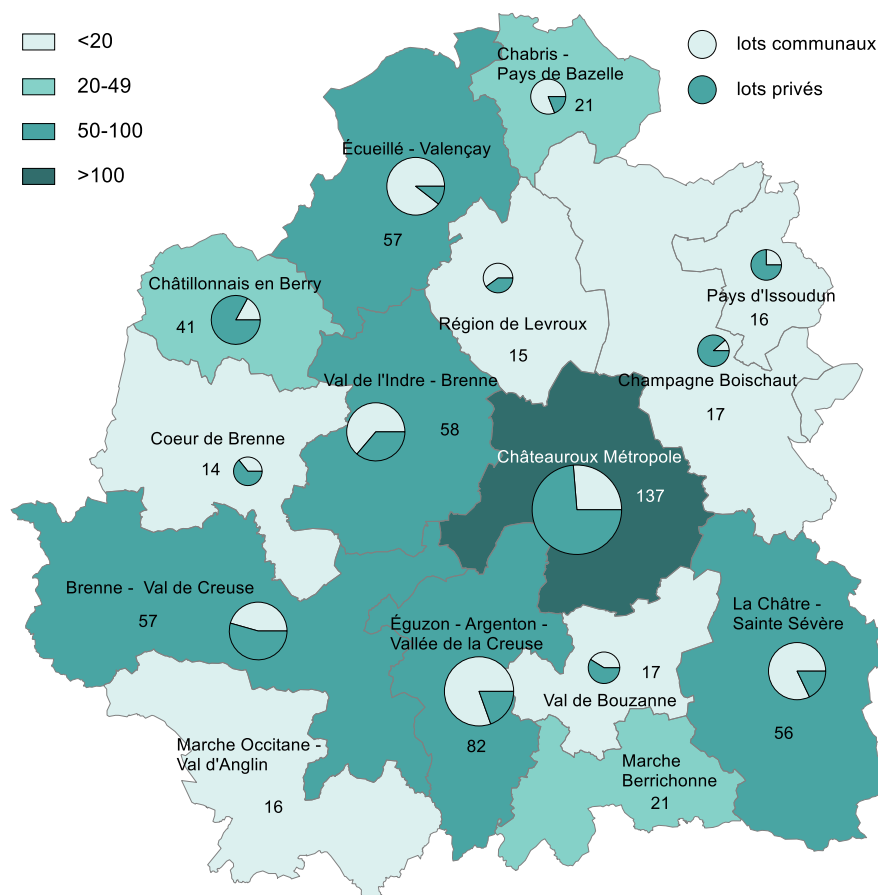 <20
20-49
50-100
>100
lots communaux
lots privés
Chabris -
Pays de Bazelle
21
Écueillé - Valençay
57
Châtillonnais en Berry
41
Région de Levroux
15
Pays d'Issoudun
16
Champagne Boischaut
17
Val de l'Indre - Brenne
58
Coeur de Brenne
14
Châteauroux Métropole
137
Brenne - Val de Creuse
57
Éguzon - Argenton -
Vallée de la Creuse
82
La Châtre -
Sainte Sévère
56
17
Val de Bouzanne
Marche Occitane -
Val d'Anglin
16
Marche
Berrichonne
21